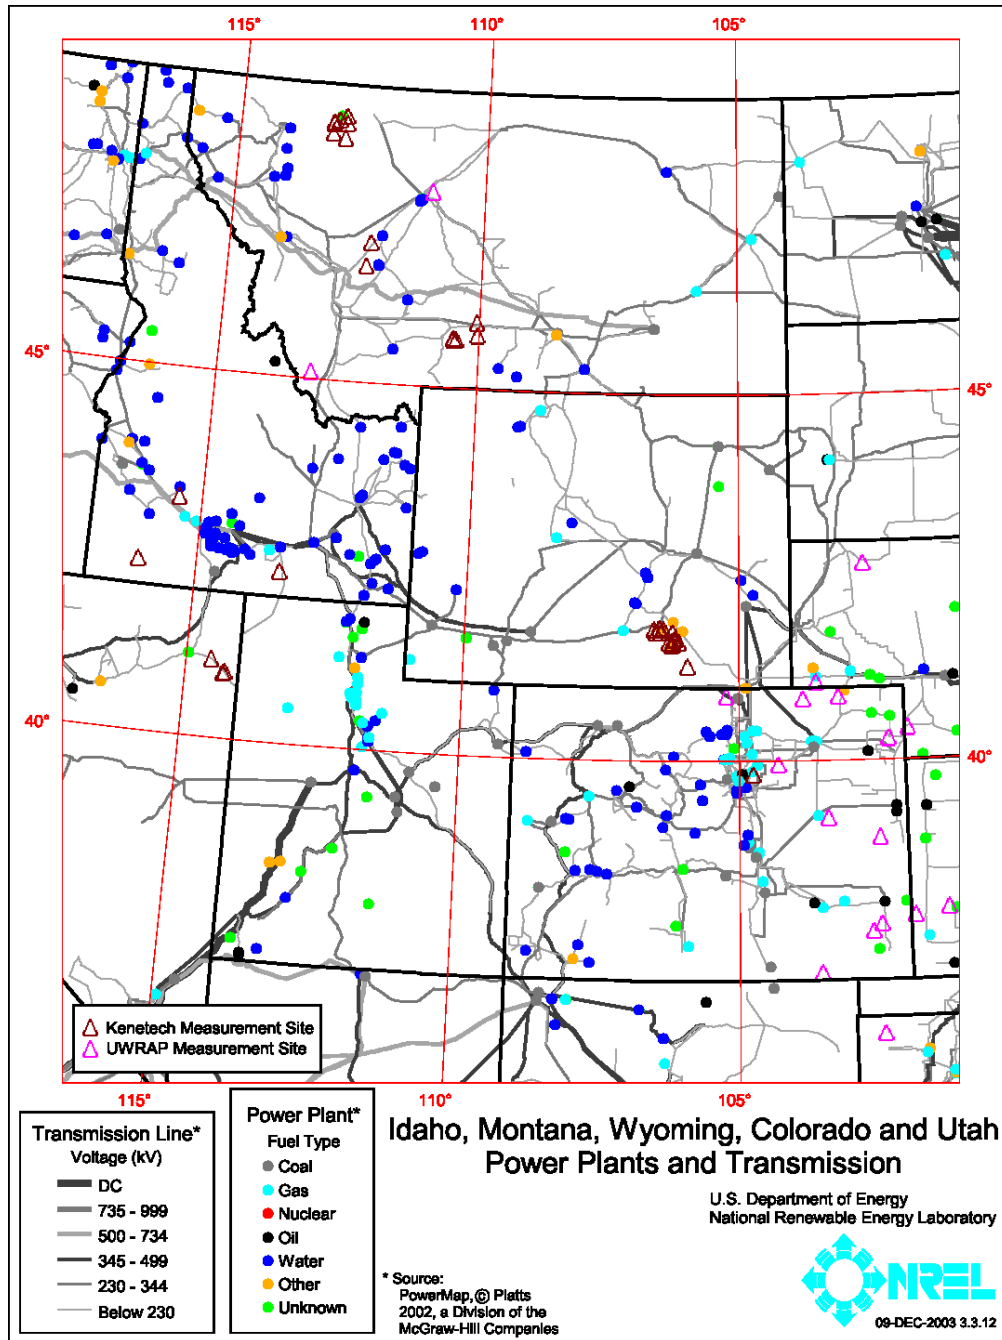 115° 110° 105°
45° 45°
40° 40°
Kenetech Measurement Site
UWRAP Measurement Site
115° 110° 105°
Transmission Line*
Voltage (kV)
DC
735 - 999
500 - 734
345 - 499
230 - 344
Below 230
Power Plant*
Fuel Type
Coal
Gas
Nuclear
Oil
Water
Other
Unknown
Idaho, Montana, Wyoming, Colorado and Utah
Power Plants and Transmission
U.S. Department of Energy
National Renewable Energy Laboratory
* Source:
PowerMap, © Platts
2002, a Division of the
McGraw-Hill Companies
NREL
09-DEC-2003 3.3.12